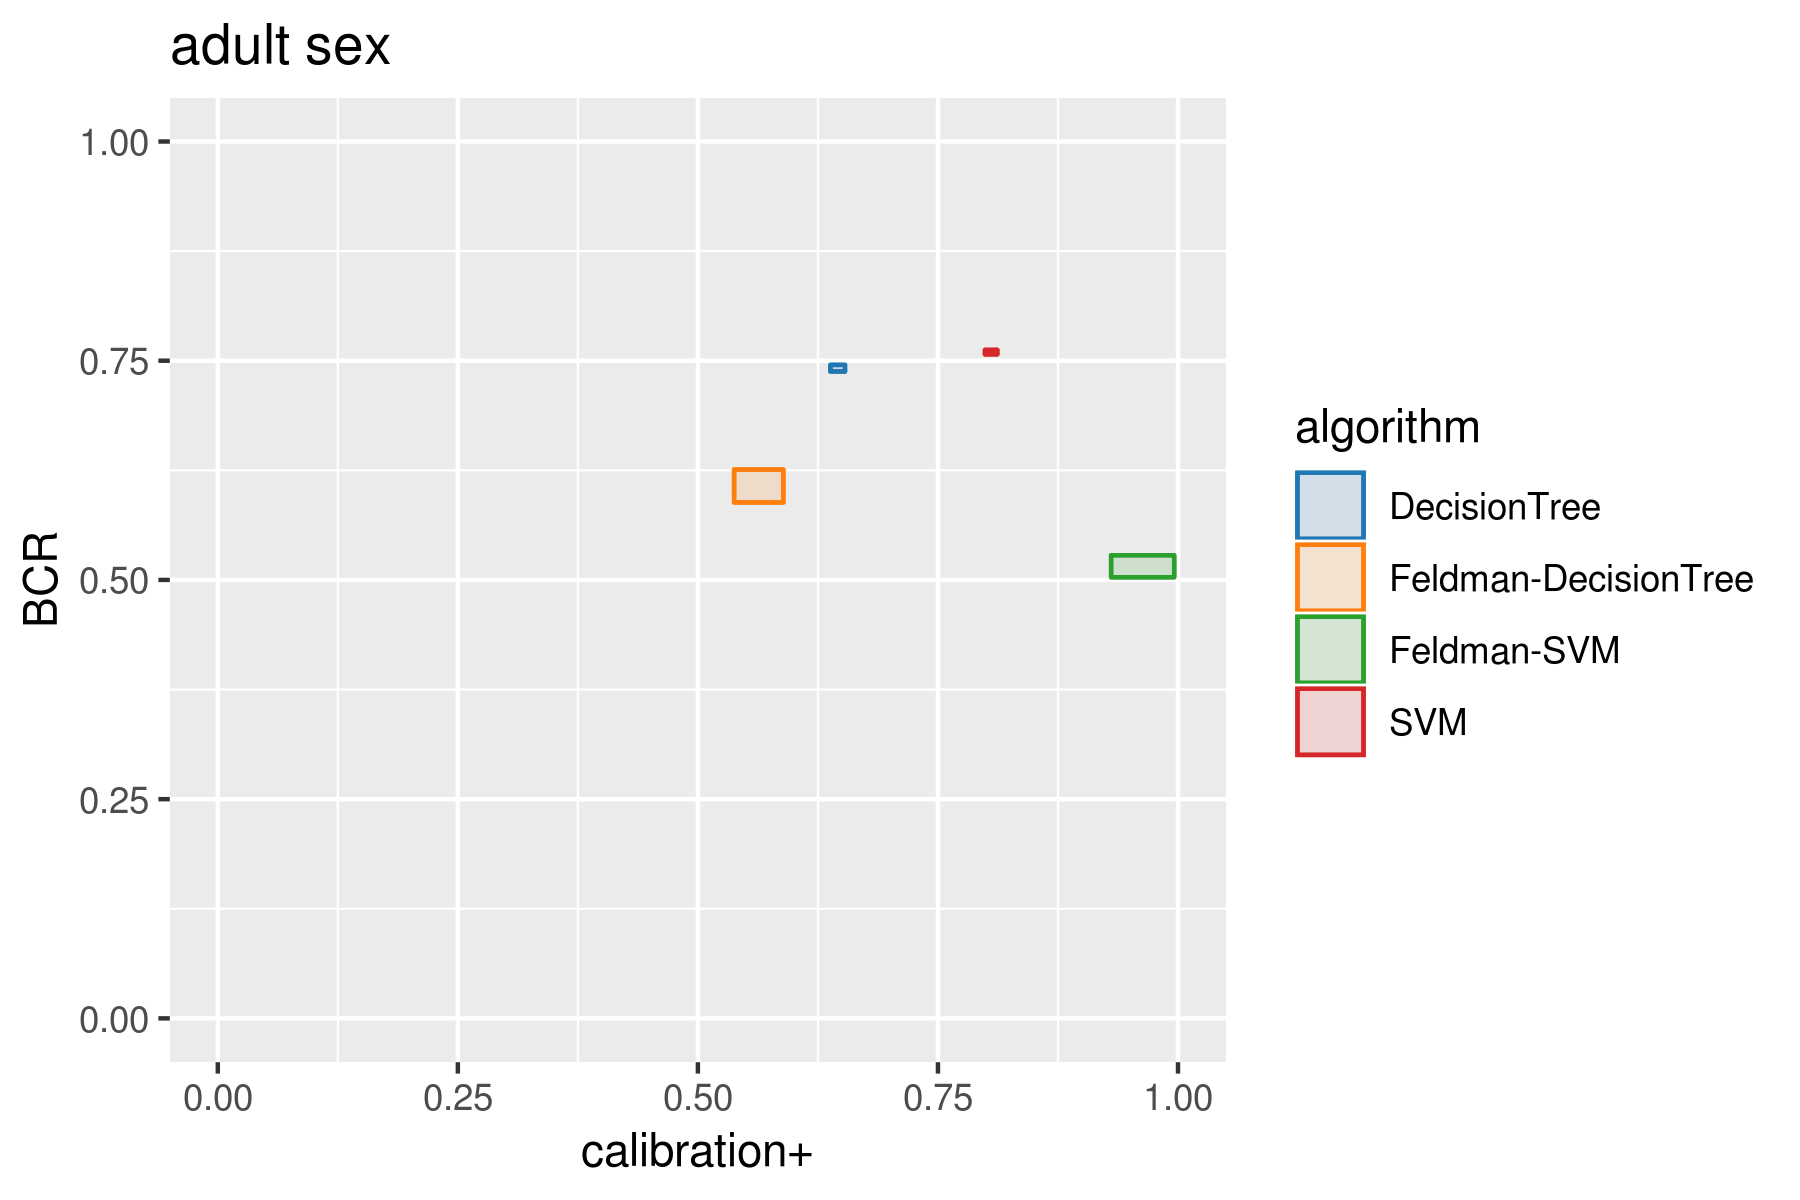 adult sex
1.00
0.75
0.50
0.25
0.00
BCR
0.00 0.25 0.50 0.75 1.00
calibration+
algorithm
DecisionTree
Feldman-DecisionTree
Feldman-SVM
SVM